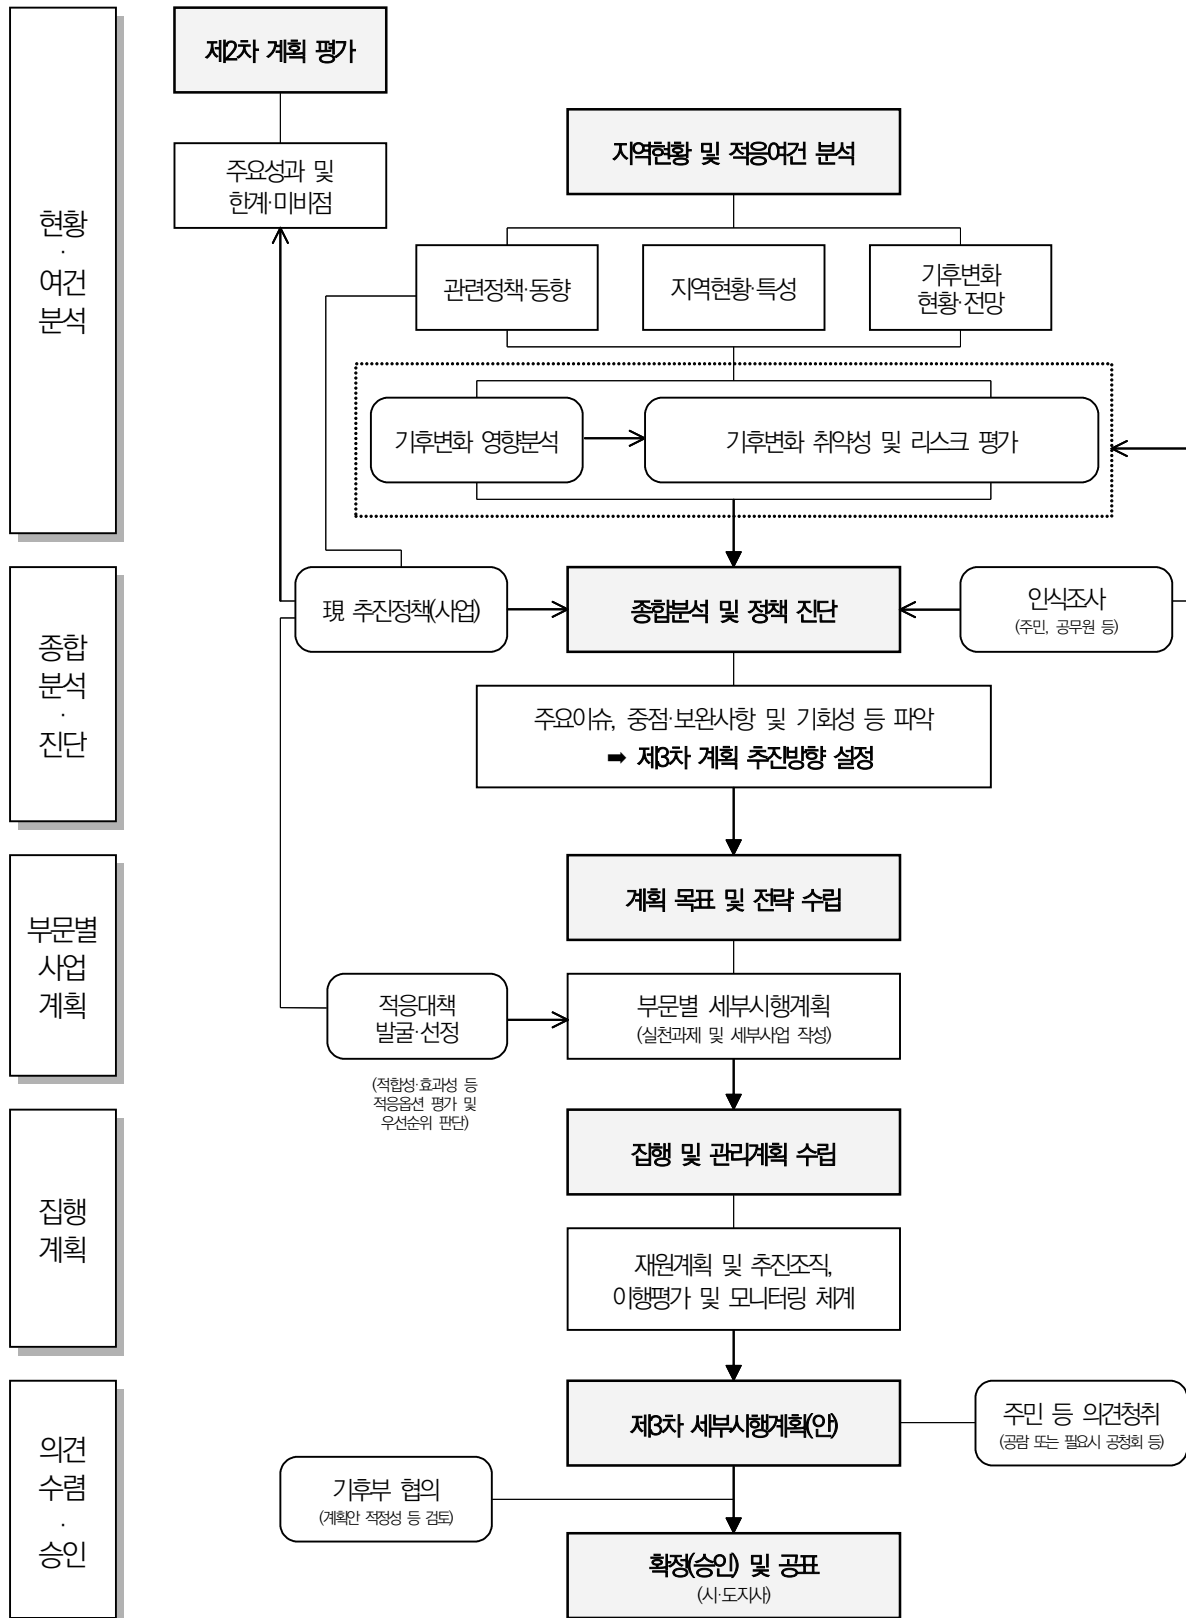 현황
·
여건
분석
제2차 계획 평가
주요성과 및
한계·미비점
지역현황 및 적응여건 분석
관련정책·동향
지역현황·특성
기후변화
현황·전망
기후변화 영향분석
기후변화 취약성 및 리스크 평가
종합
분석
·
진단
現 추진정책(사업)
종합분석 및 정책 진단
인식조사
(주민, 공무원 등)
주요이슈, 중점·보완사항 및 기회성 등 파악
➡ 제3차 계획 추진방향 설정
부문별
사업
계획
계획 목표 및 전략 수립
적응대책
발굴·선정
(적합성·효과성 등
적응옵션 평가 및
우선순위 판단)
부문별 세부시행계획
(실천과제 및 세부사업 작성)
집행
계획
집행 및 관리계획 수립
재원계획 및 추진조직,
이행평가 및 모니터링 체계
의견
수렴
·
승인
제3차 세부시행계획(안)
주민 등 의견청취
(공람 또는 필요시 공청회 등)
기후부 협의
(계획안 적정성 등 검토)
확정(승인) 및 공표
(시·도지사)